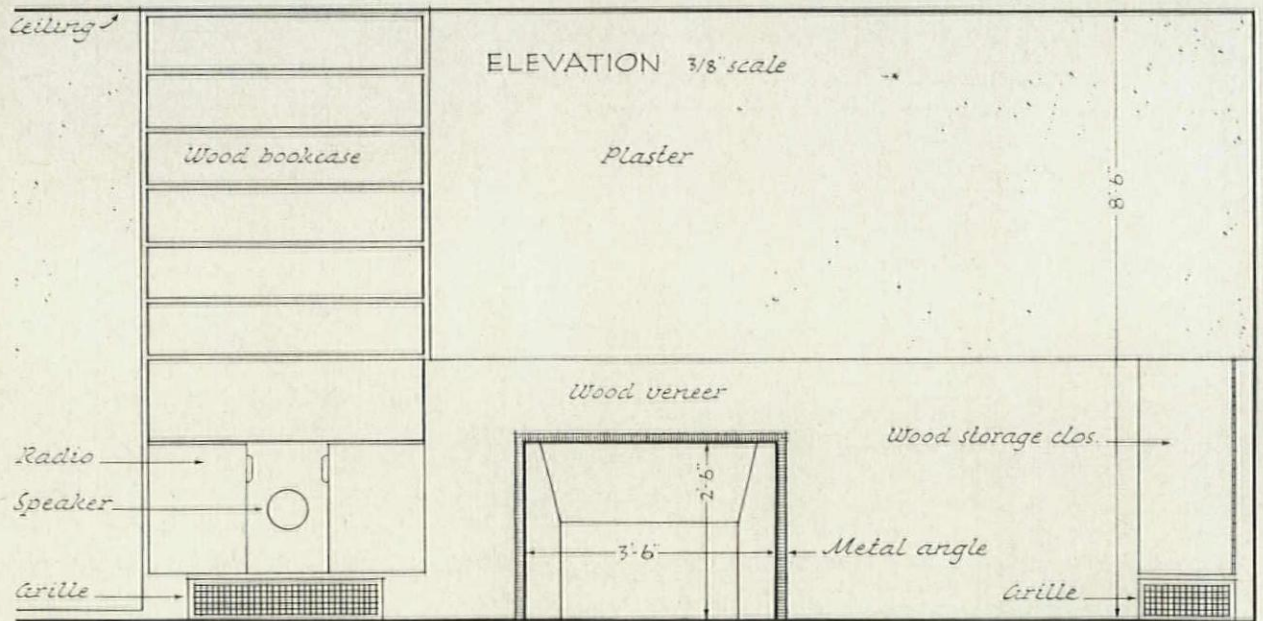 Ceiling
ELEVATION 3/8" scale
Wood bookcase
Plaster
8'-6"
Wood veneer
Wood storage clos.
Radio
2'-6"
Speaker
3'-6"
Metal angle
Grille
Grille